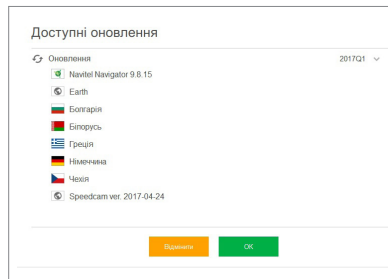 Доступні оновлення
Оновлення 2017Q1
Navitel Navigator 9.8.15
Earth
Болгарія
Білорусь
Греція
Німеччина
Чехія
Speedcam ver. 2017-04-24
Відмінити OK